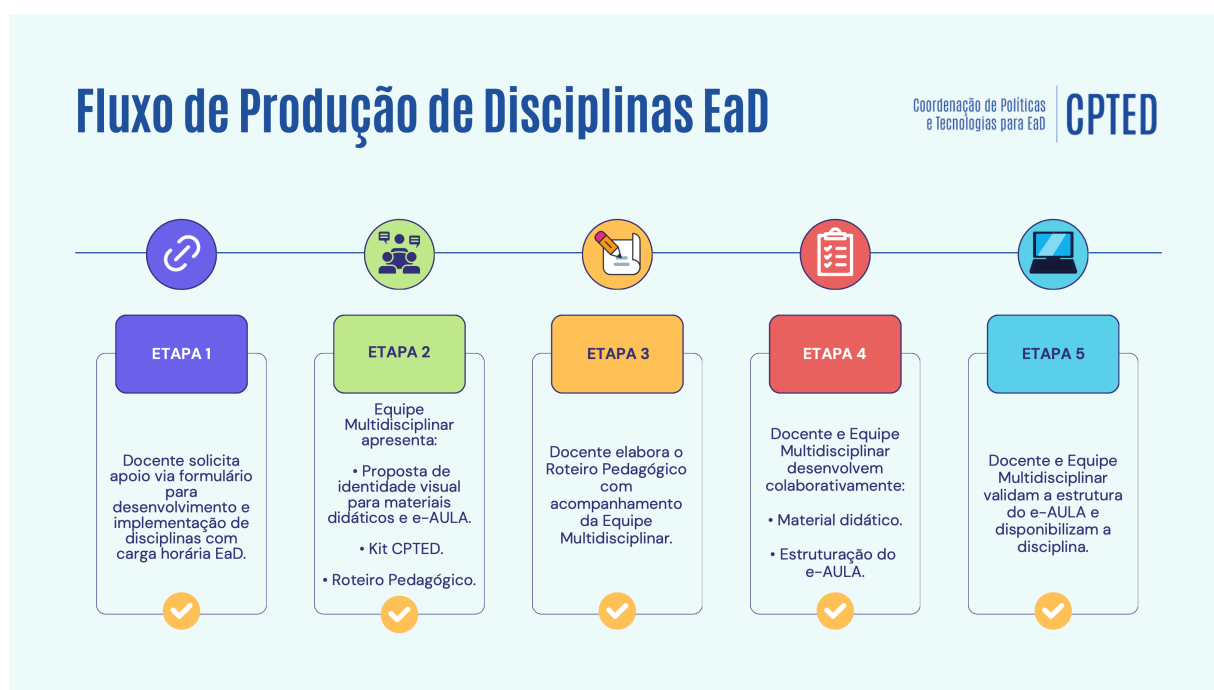 Fluxo de Produção de Disciplinas EaD
Coordenação de Políticas
e Tecnologias para EaD
CPTED
ETAPA 1
Docente solicita
apoio via formulário
para
desenvolvimento e
implementação de
disciplinas com
carga horária EaD.
ETAPA 2
Equipe
Multidisciplinar
apresenta:
• Proposta de
identidade visual
para materiais
didáticos e e-AULA.
• Kit CPTED.
• Roteiro Pedagógico.
ETAPA 3
Docente elabora o
Roteiro Pedagógico
com
acompanhamento
da Equipe
Multidisciplinar.
ETAPA 4
Docente e Equipe
Multidisciplinar
desenvolvem
colaborativamente:
• Material didático.
• Estruturação do
e-AULA.
ETAPA 5
Docente e Equipe
Multidisciplinar
validam a estrutura
do e-AULA e
disponibilizam a
disciplina.